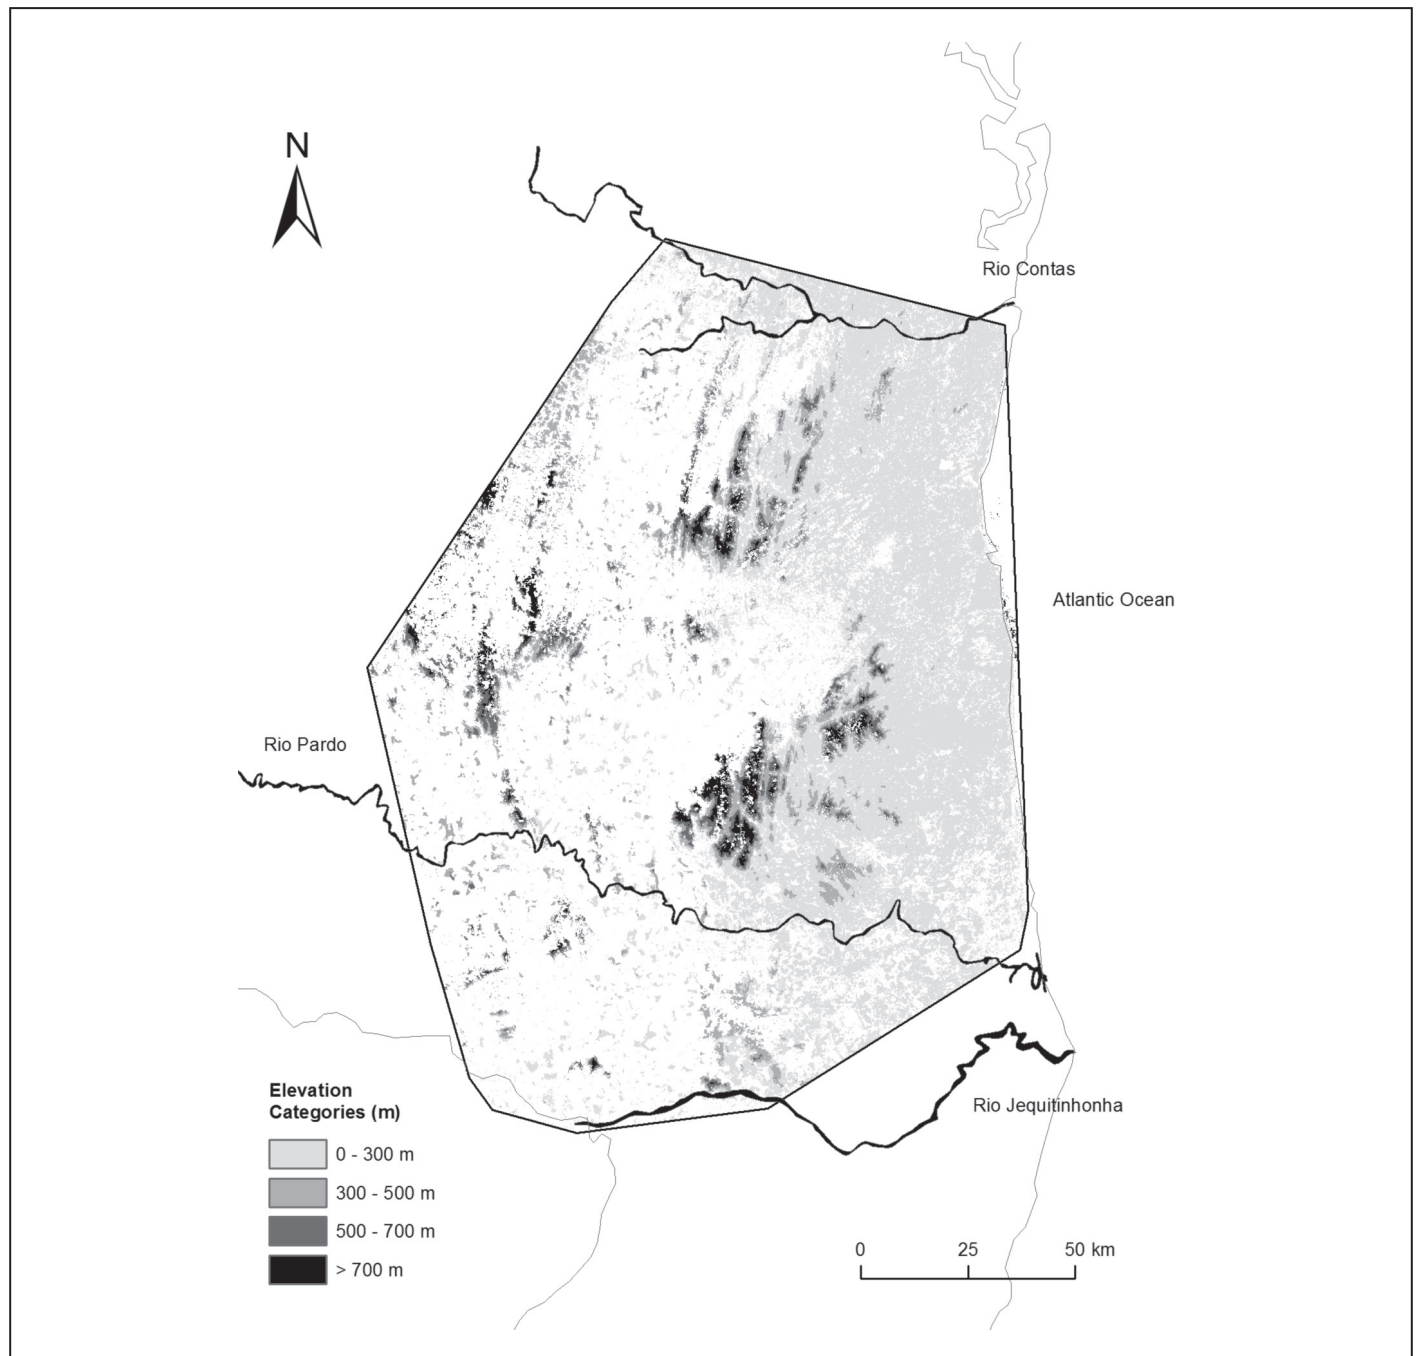 N
Rio Contas
Atlantic Ocean
Rio Pardo
Elevation
Categories (m)
0 - 300 m
300 - 500 m
500 - 700 m
> 700 m
Rio Jequitinhonha
0 25 50 km